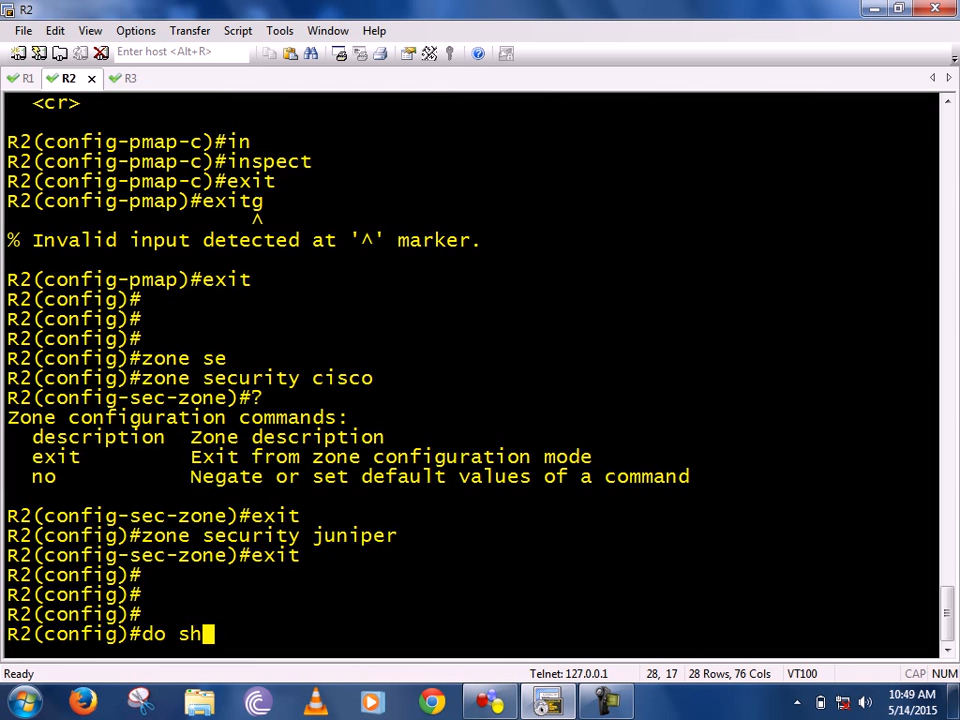 R2
File Edit View Options Transfer Script Tools Window Help
Enter host <Alt+R>
R1 R2 R3
<cr>
R2(config-pmap-c)#in
R2(config-pmap-c)#inspect
R2(config-pmap-c)#exit
R2(config-pmap)#exitg
^
% Invalid input detected at '^' marker.
R2(config-pmap)#exit
R2(config)#
R2(config)#
R2(config)#
R2(config)#zone se
R2(config)#zone security cisco
R2(config-sec-zone)#?
Zone configuration commands:
description Zone description
exit Exit from zone configuration mode
no Negate or set default values of a command
R2(config-sec-zone)#exit
R2(config)#zone security juniper
R2(config-sec-zone)#exit
R2(config)#
R2(config)#
R2(config)#
R2(config)#do sh
Ready Telnet: 127.0.0.1 28, 17 28 Rows, 76 Cols VT100 CAP NUM
10:49 AM
5/14/2015